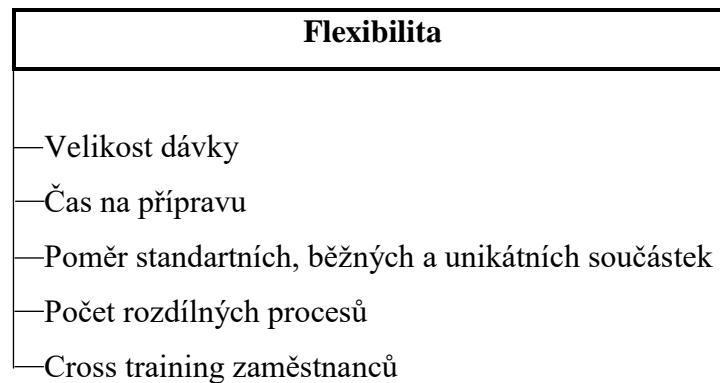 Flexibilita
Velikost dávky
Čas na přípravu
Poměr standartních, běžných a unikátních součástek
Počet rozdílných procesů
Cross training zaměstnanců